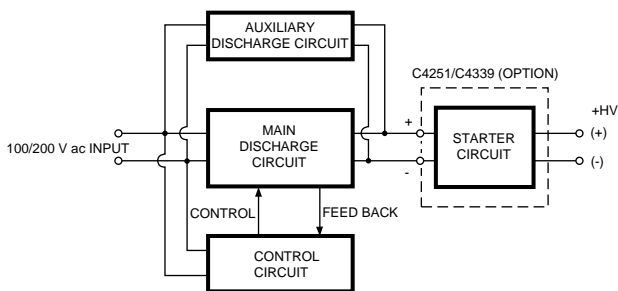 AUXILIARY
DISCHARGE CIRCUIT
C4251/C4339 (OPTION)
100/200 V ac INPUT
MAIN
DISCHARGE
CIRCUIT
+
-
STARTER
CIRCUIT
+HV
(+)
(-)
CONTROL
FEED BACK
CONTROL
CIRCUIT